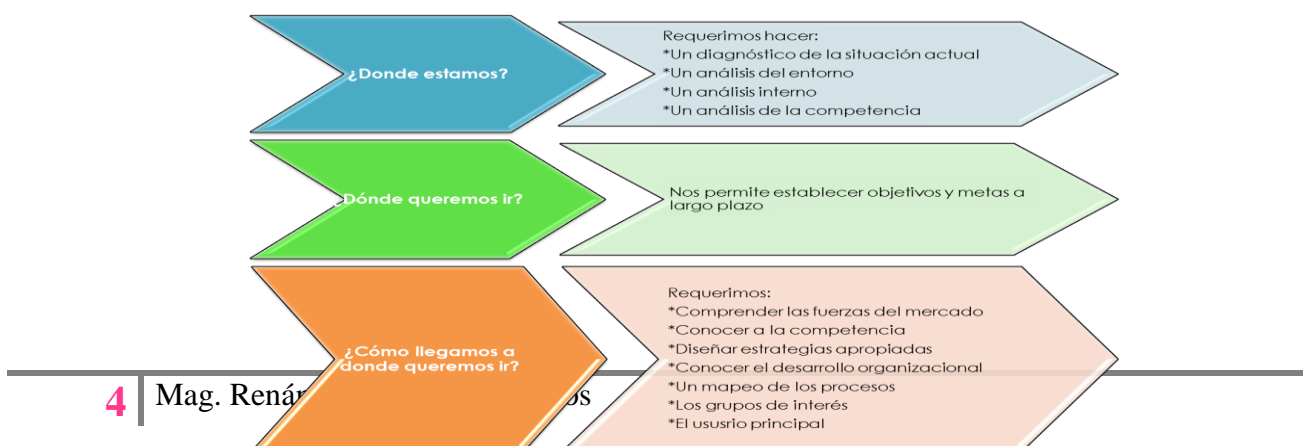 ¿Donde estamos?
Requerimos hacer:
*Un diagnóstico de la situación actual
*Un análisis del entorno
*Un análisis interno
*Un análisis de la competencia
¿Dónde queremos ir?
Nos permite establecer objetivos y metas a
largo plazo
¿Cómo llegamos a
donde queremos ir?
Requerimos:
*Comprender las fuerzas del mercado
*Conocer a la competencia
*Diseñar estrategias apropiadas
*Conocer el desarrollo organizacional
*Un mapeo de los procesos
*Los grupos de interés
*El ususrio principal
4 Mag.